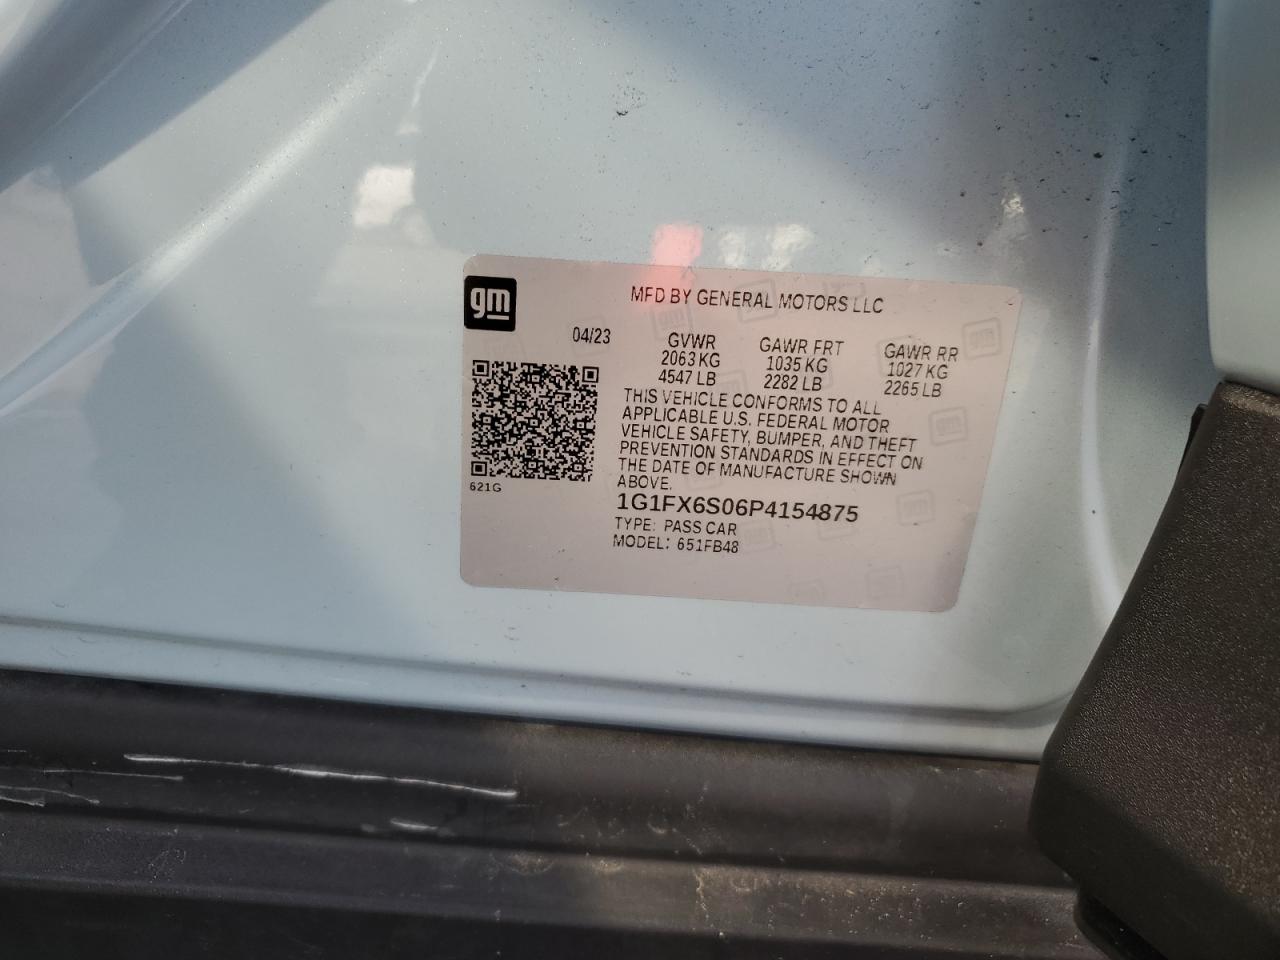 gm
MFD BY GENERAL MOTORS LLC
04/23
GVWR GAWR FRT GAWR RR
2063 KG 1035 KG 1027 KG
4547 LB 2282 LB 2265 LB
THIS VEHICLE CONFORMS TO ALL
APPLICABLE U.S. FEDERAL MOTOR
VEHICLE SAFETY, BUMPER, AND THEFT
PREVENTION STANDARDS IN EFFECT ON
THE DATE OF MANUFACTURE SHOWN
ABOVE.
621G
1G1FX6S06P4154875
TYPE: PASS CAR
MODEL: 651FB48